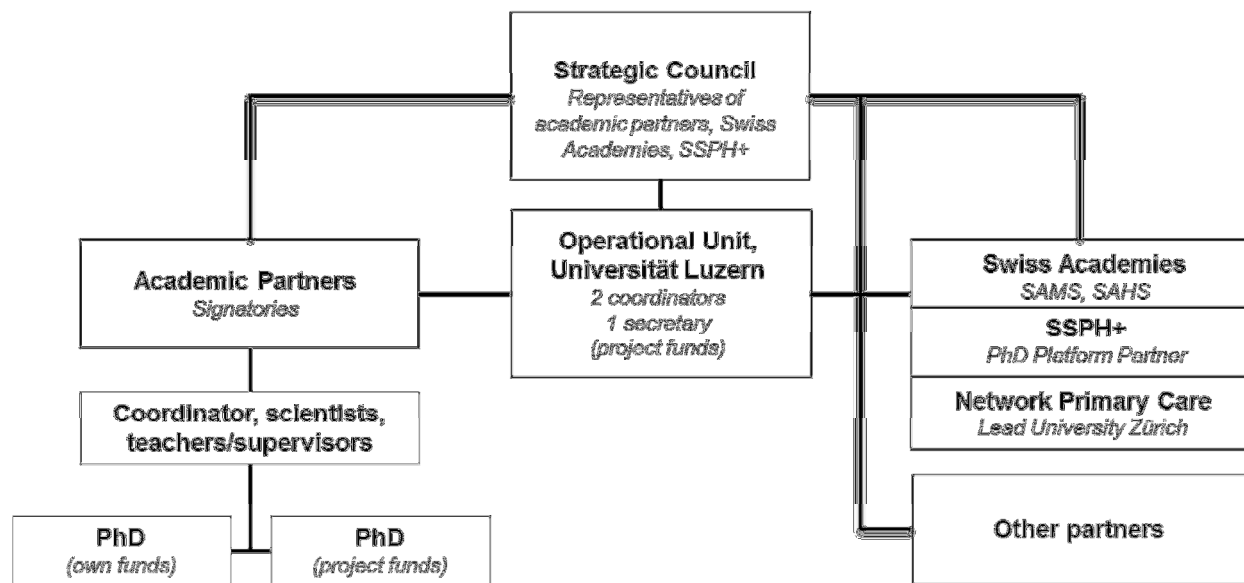 Strategic Council
Representatives of
academic partners, Swiss
Academies, SSPH+
Operational Unit,
Universität Luzern
2 coordinators
1 secretary
(project funds)
Academic Partners
Signatories
Coordinator, scientists,
teachers/supervisors
PhD
(own funds)
PhD
(project funds)
Swiss Academies
SAMS, SAHS
SSPH+
PhD Platform Partner
Network Primary Care
Lead University Zürich
Other partners